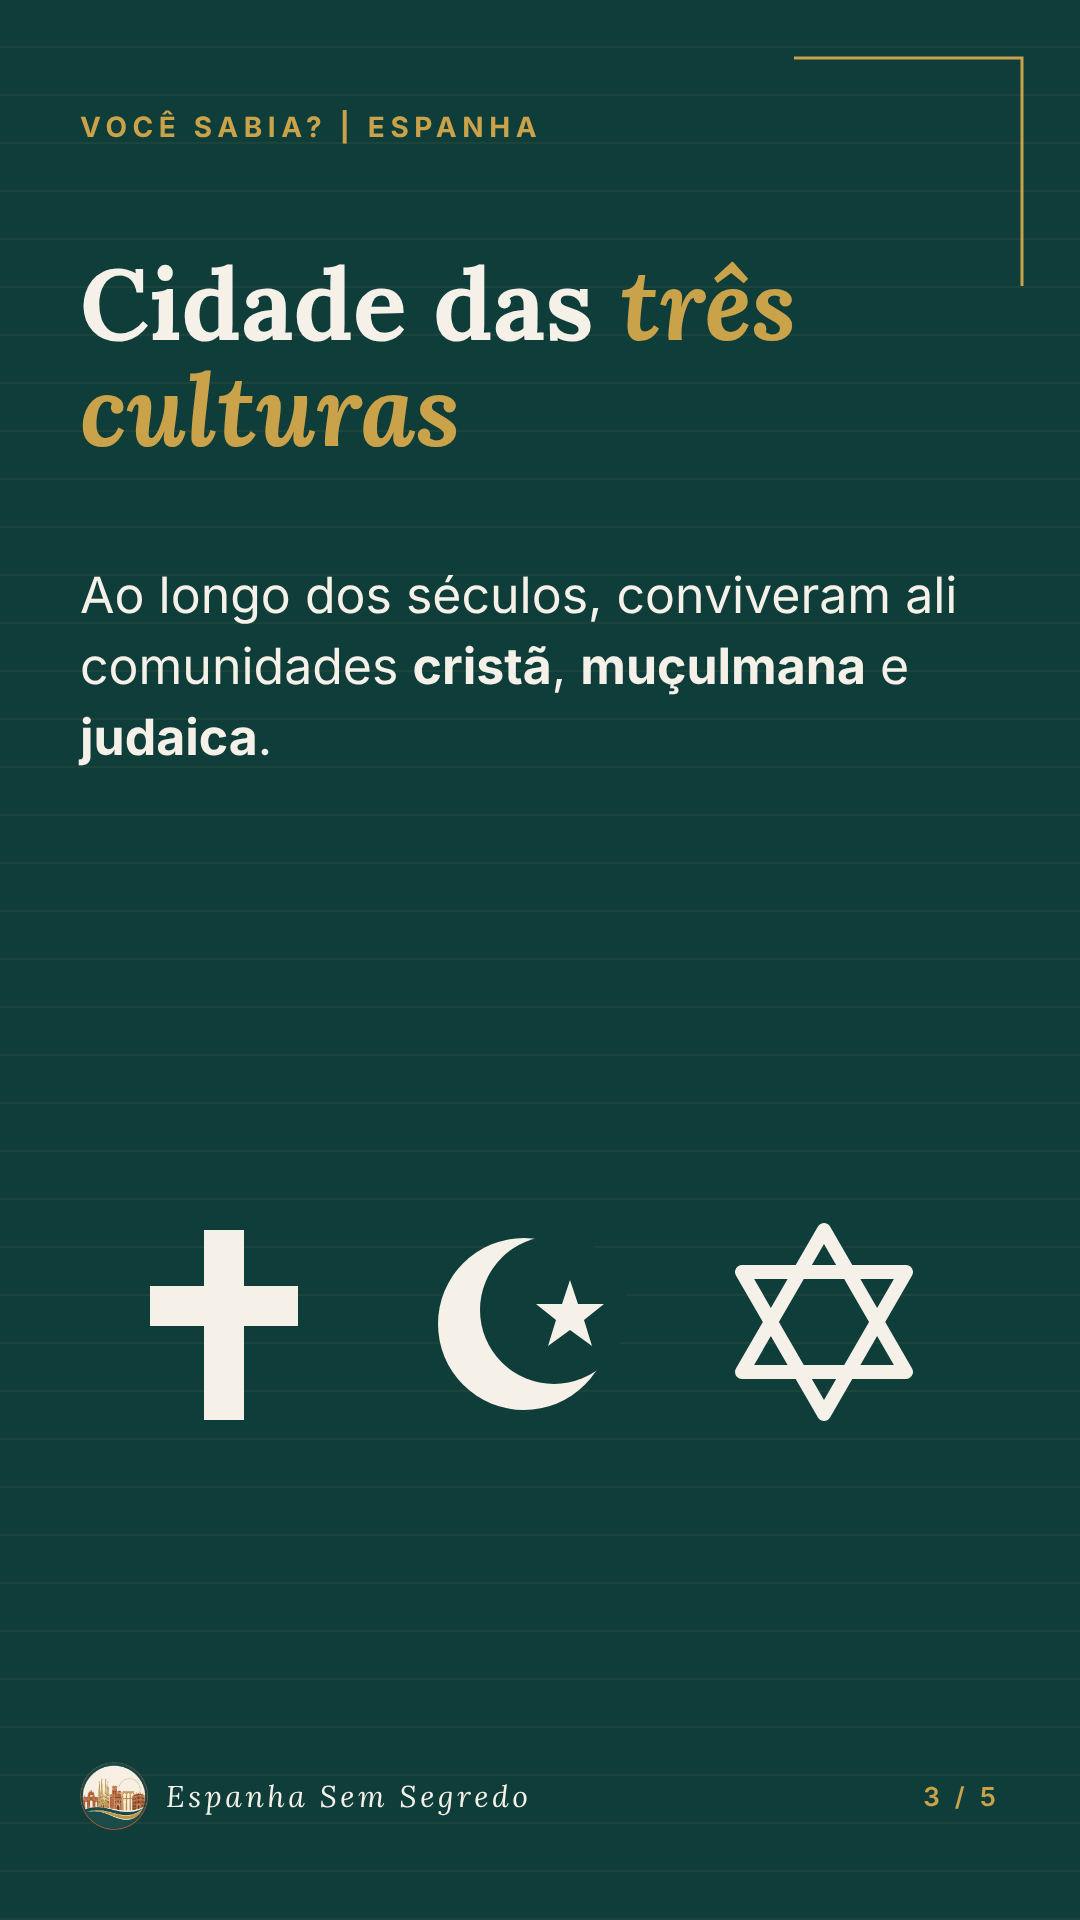 VOCÊ SABIA? | ESPANHA
Cidade das três
culturas
Ao longo dos séculos, conviveram ali
comunidades cristã, muçulmana e
judaica.
Espanha Sem Segredo
3 / 5